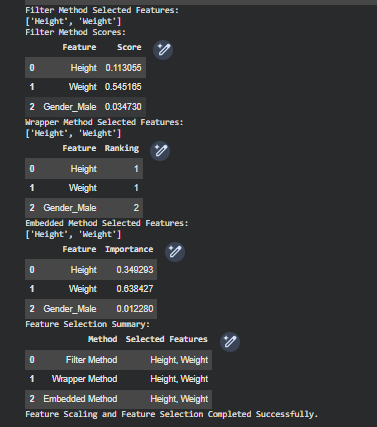 Filter Method Selected Features:
['Height', 'Weight']
Filter Method Scores:
Feature Score
0 Height 0.113055
1 Weight 0.545165
2 Gender_Male 0.034730
Wrapper Method Selected Features:
['Height', 'Weight']
Feature Ranking
0 Height 1
1 Weight 1
2 Gender_Male 2
Embedded Method Selected Features:
['Height', 'Weight']
Feature Importance
0 Height 0.349293
1 Weight 0.638427
2 Gender_Male 0.012280
Feature Selection Summary:
Method Selected Features
0 Filter Method Height, Weight
1 Wrapper Method Height, Weight
2 Embedded Method Height, Weight
Feature Scaling and Feature Selection Completed Successfully.